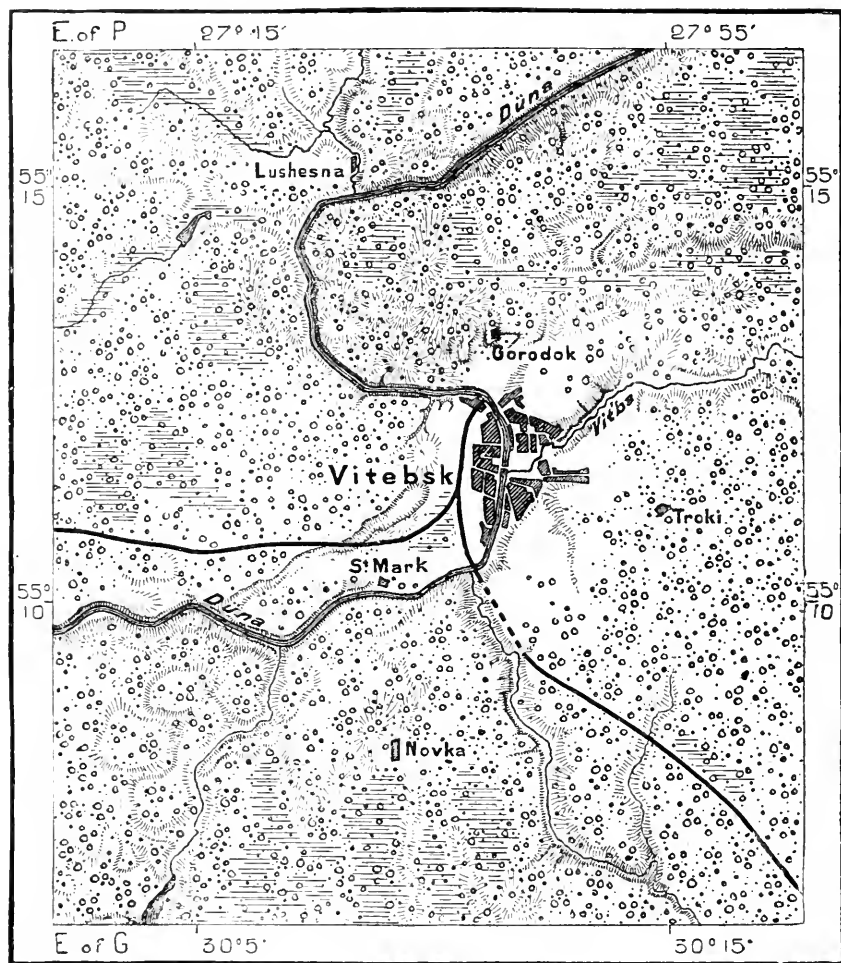 E. of P
27° 15′
27° 55′
Düna
Lushesna
55°
15
55°
15
Gorodok
Vitba
Vitebsk
Troki
St Mark
55°
10
55°
10
Düna
Novka
E of G
30° 5′
30° 15′